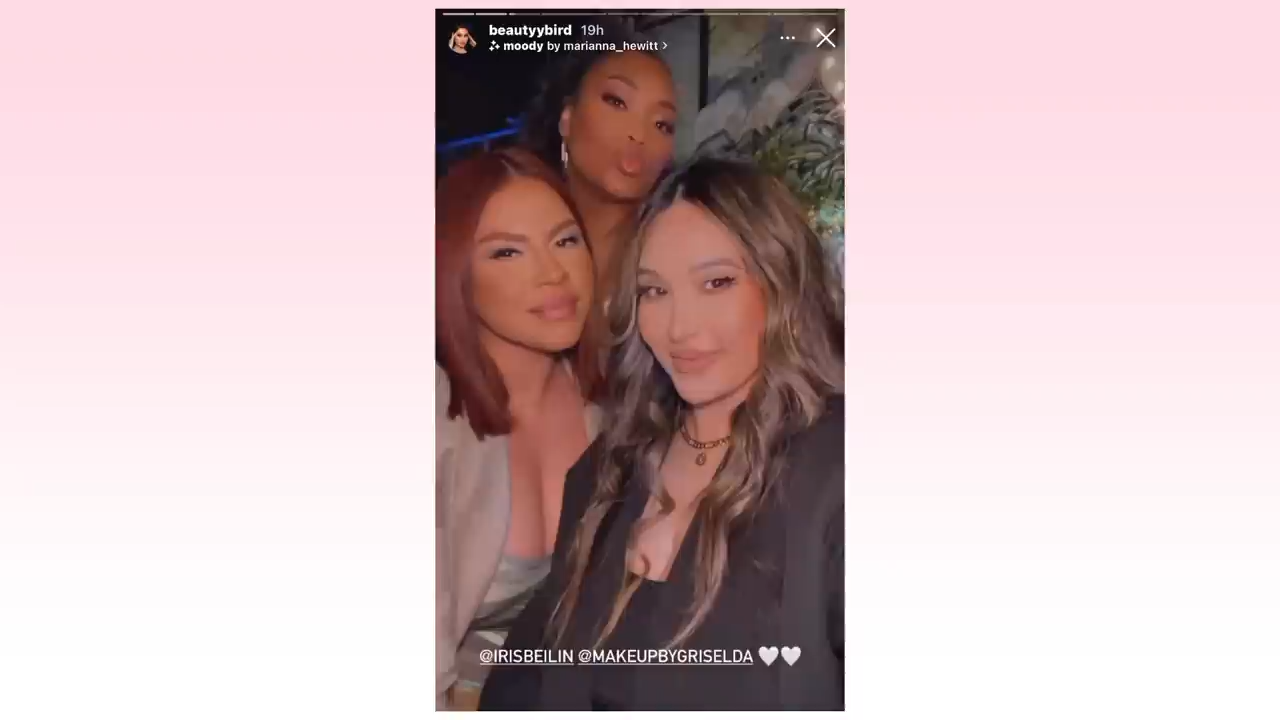 beautyybird 19h
moody by marianna_hewitt >
@IRISBEILIN @MAKEUPBYGRISELDA 🤍🤍